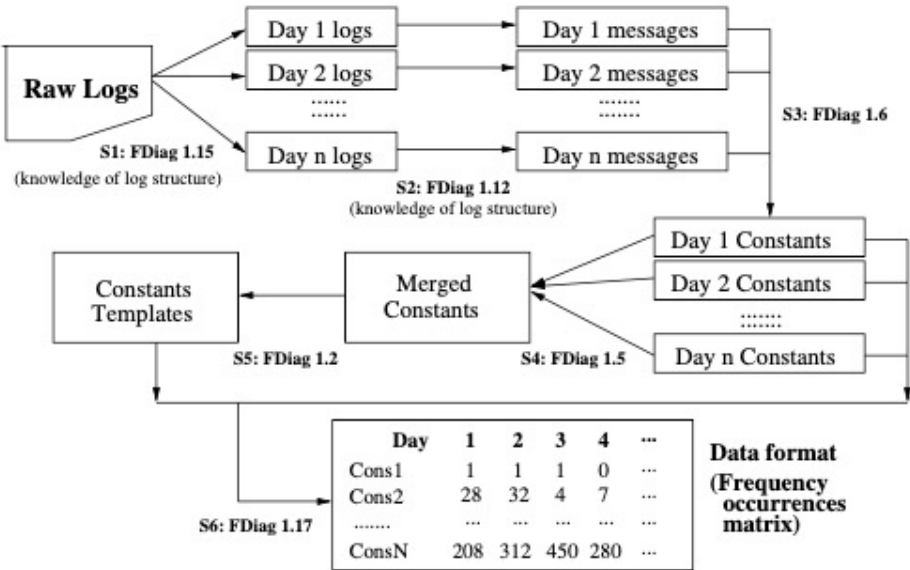 Day 1 logs
Day 1 messages
Raw Logs
Day 2 logs
Day 2 messages
......
......
.......
.......
S3: FDiag 1.6
S1: FDiag 1.15
(knowledge of log structure)
Day n logs
Day n messages
S2: FDiag 1.12
(knowledge of log structure)
Day 1 Constants
Constants
Templates
Merged
Constants
Day 2 Constants
.......
.......
S5: FDiag 1.2
S4: FDiag 1.5
Day n Constants
Day 1 2 3 4 ...
Cons1 1 1 1 0 ...
Cons2 28 32 4 7 ...
....... ... ... ... ... ...
ConsN 208 312 450 280 ...
S6: FDiag 1.17
Data format
(Frequency
occurrences
matrix)